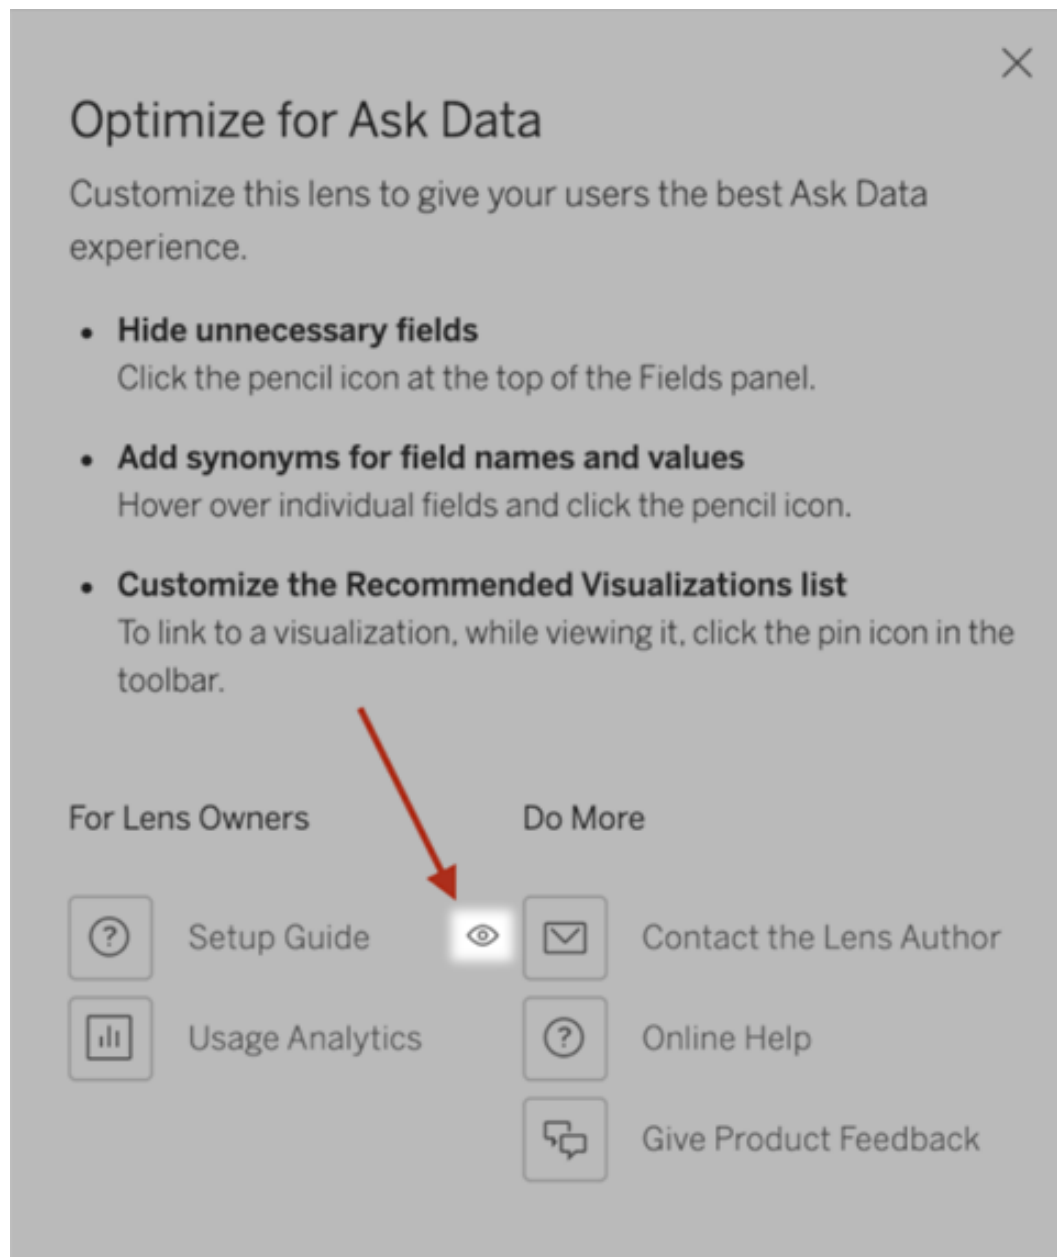 Optimize for Ask Data
Customize this lens to give your users the best Ask Data
experience.
• Hide unnecessary fields
Click the pencil icon at the top of the Fields panel.
• Add synonyms for field names and values
Hover over individual fields and click the pencil icon.
• Customize the Recommended Visualizations list
To link to a visualization, while viewing it, click the pin icon in the
toolbar.
For Lens Owners
Setup Guide
Usage Analytics
Do More
Contact the Lens Author
Online Help
Give Product Feedback